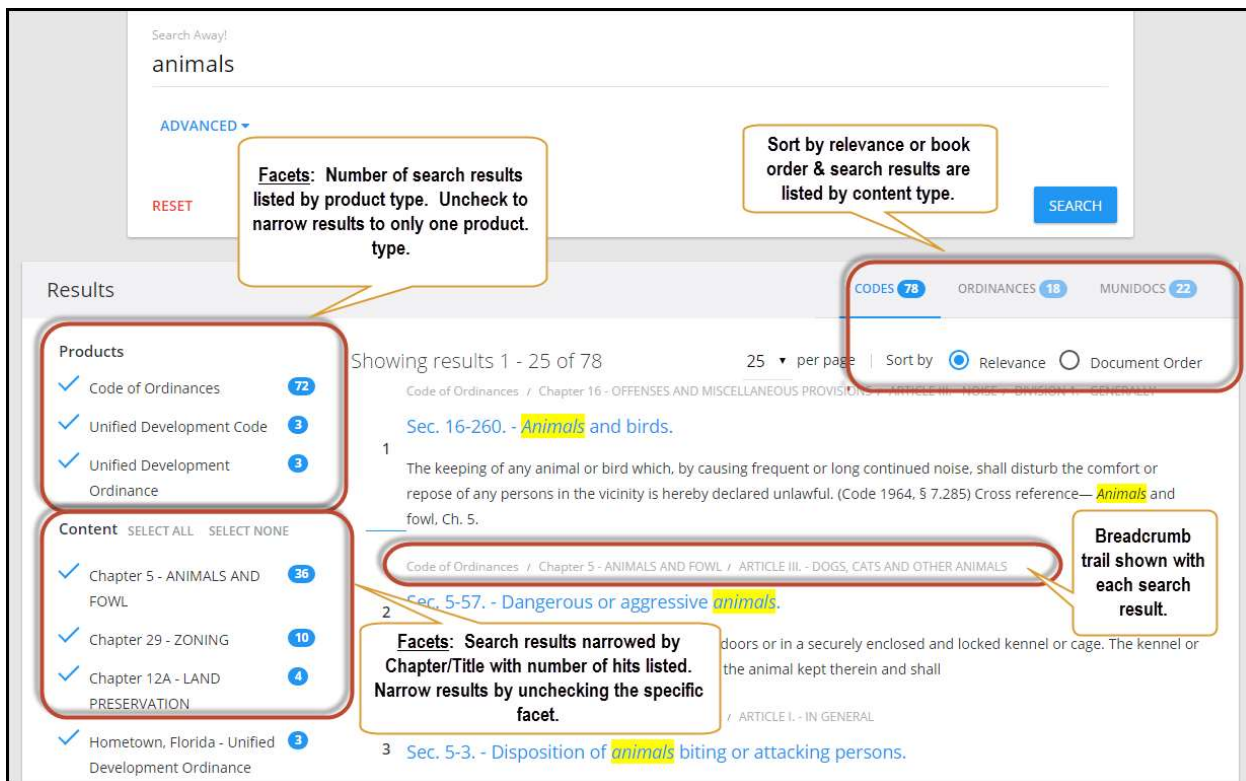 Search Away!
animals
ADVANCED
Facets: Number of search results
listed by product type. Uncheck to
narrow results to only one product.
type.
Sort by relevance or book
order & search results are
listed by content type.
RESET
SEARCH
Results
CODES 78 ORDINANCES 18 MUNIDOCS 22
Products
Code of Ordinances 72
Unified Development Code 3
Unified Development 3
Ordinance
Content SELECT ALL SELECT NONE
Chapter 5 - ANIMALS AND 36
FOWL
Chapter 29 - ZONING 10
Chapter 12A - LAND 4
PRESERVATION
Hometown, Florida - Unified 3
Development Ordinance
Showing results 1 - 25 of 78 25 per page | Sort by Relevance Document Order
Code of Ordinances / Chapter 16 - OFFENSES AND MISCELLANEOUS PROVISIONS / ARTICLE III. - NOISE / DIVISION 1. - GENERALLY
1 Sec. 16-260. - Animals and birds.
The keeping of any animal or bird which, by causing frequent or long continued noise, shall disturb the comfort or
repose of any persons in the vicinity is hereby declared unlawful. (Code 1964, § 7.285) Cross reference— Animals and
fowl, Ch. 5.
Code of Ordinances / Chapter 5 - ANIMALS AND FOWL / ARTICLE III. - DOGS, CATS AND OTHER ANIMALS
Breadcrumb
trail shown with
each search
result.
2 Sec. 5-57. - Dangerous or aggressive animals.
doors or in a securely enclosed and locked kennel or cage. The kennel or
the animal kept therein and shall
Facets: Search results narrowed by
Chapter/Title with number of hits listed.
Narrow results by unchecking the specific
facet.
/ ARTICLE I. - IN GENERAL
3 Sec. 5-3. - Disposition of animals biting or attacking persons.